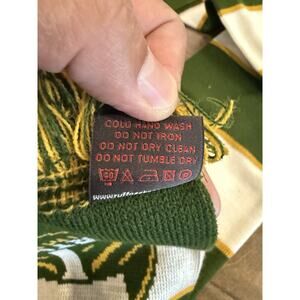 COLD HAND WASH
DO NOT IRON
DO NOT DRY CLEAN
DO NOT TUMBLE DRY